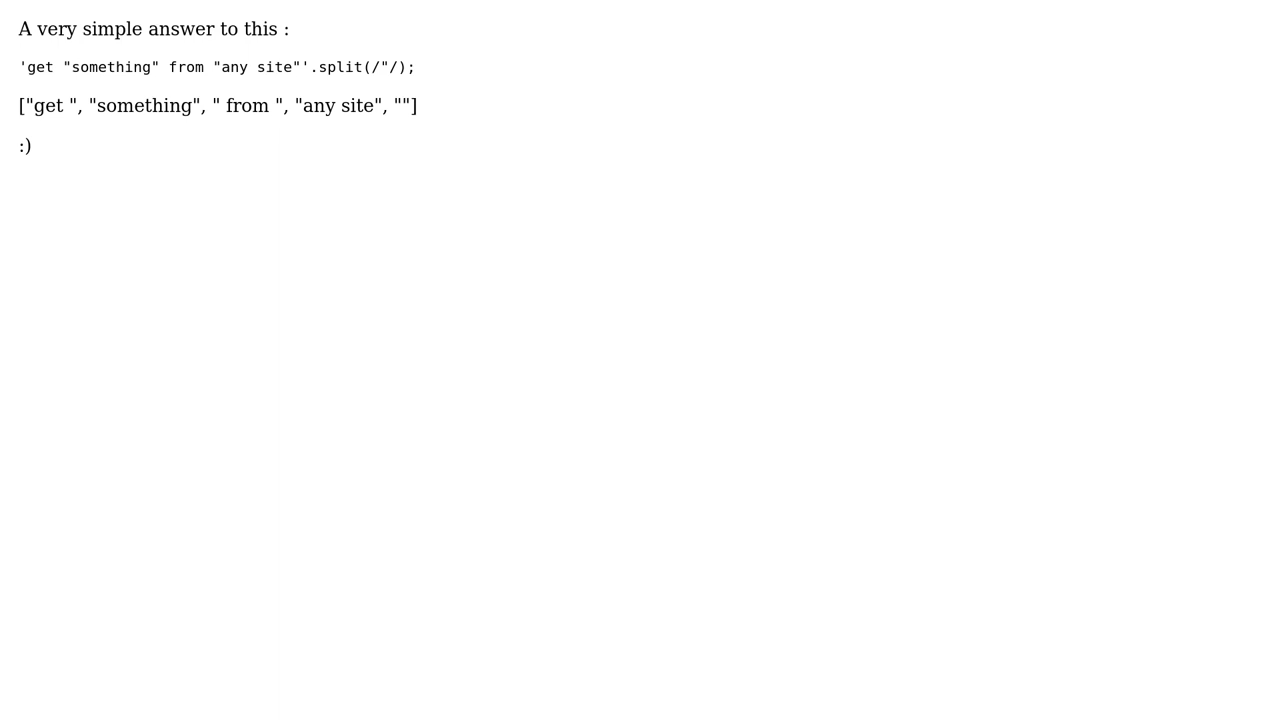 A very simple answer to this :
'get "something" from "any site"'.split(/"/);
["get ", "something", " from ", "any site", ""]
:)